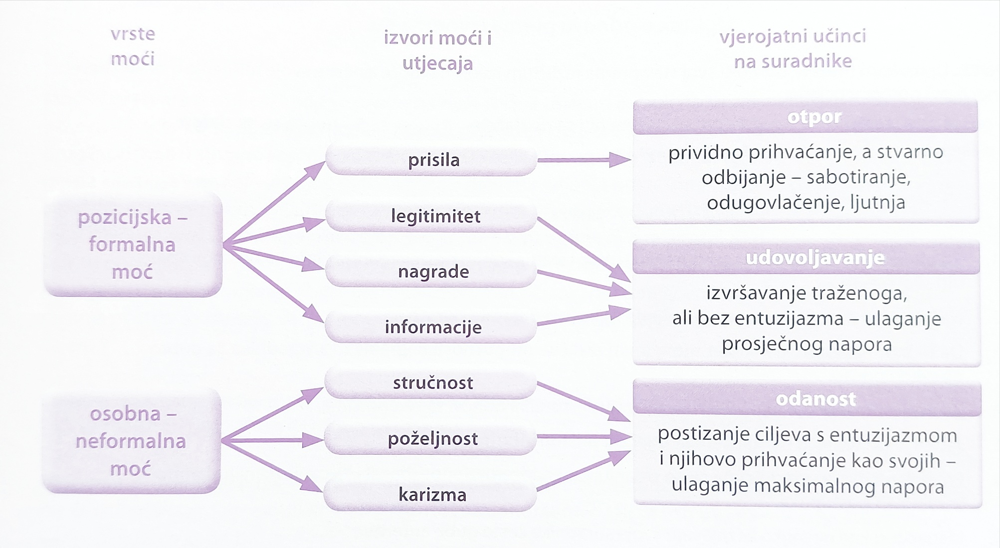 vrste
moći
izvori moći i
utjecaja
vjerojatni učinci
na suradnike
pozicijska –
formalna
moć
osobna –
neformalna
moć
prisila
legitimitet
nagrade
informacije
stručnost
poželjnost
karizma
otpor
prividno prihvaćanje, a stvarno
odbijanje – sabotiranje,
odugovlačenje, ljutnja
udovoljavanje
izvršavanje traženoga,
ali bez entuzijazma – ulaganje
prosječnog napora
odanost
postizanje ciljeva s entuzijazmom
i njihovo prihvaćanje kao svojih –
ulaganje maksimalnog napora